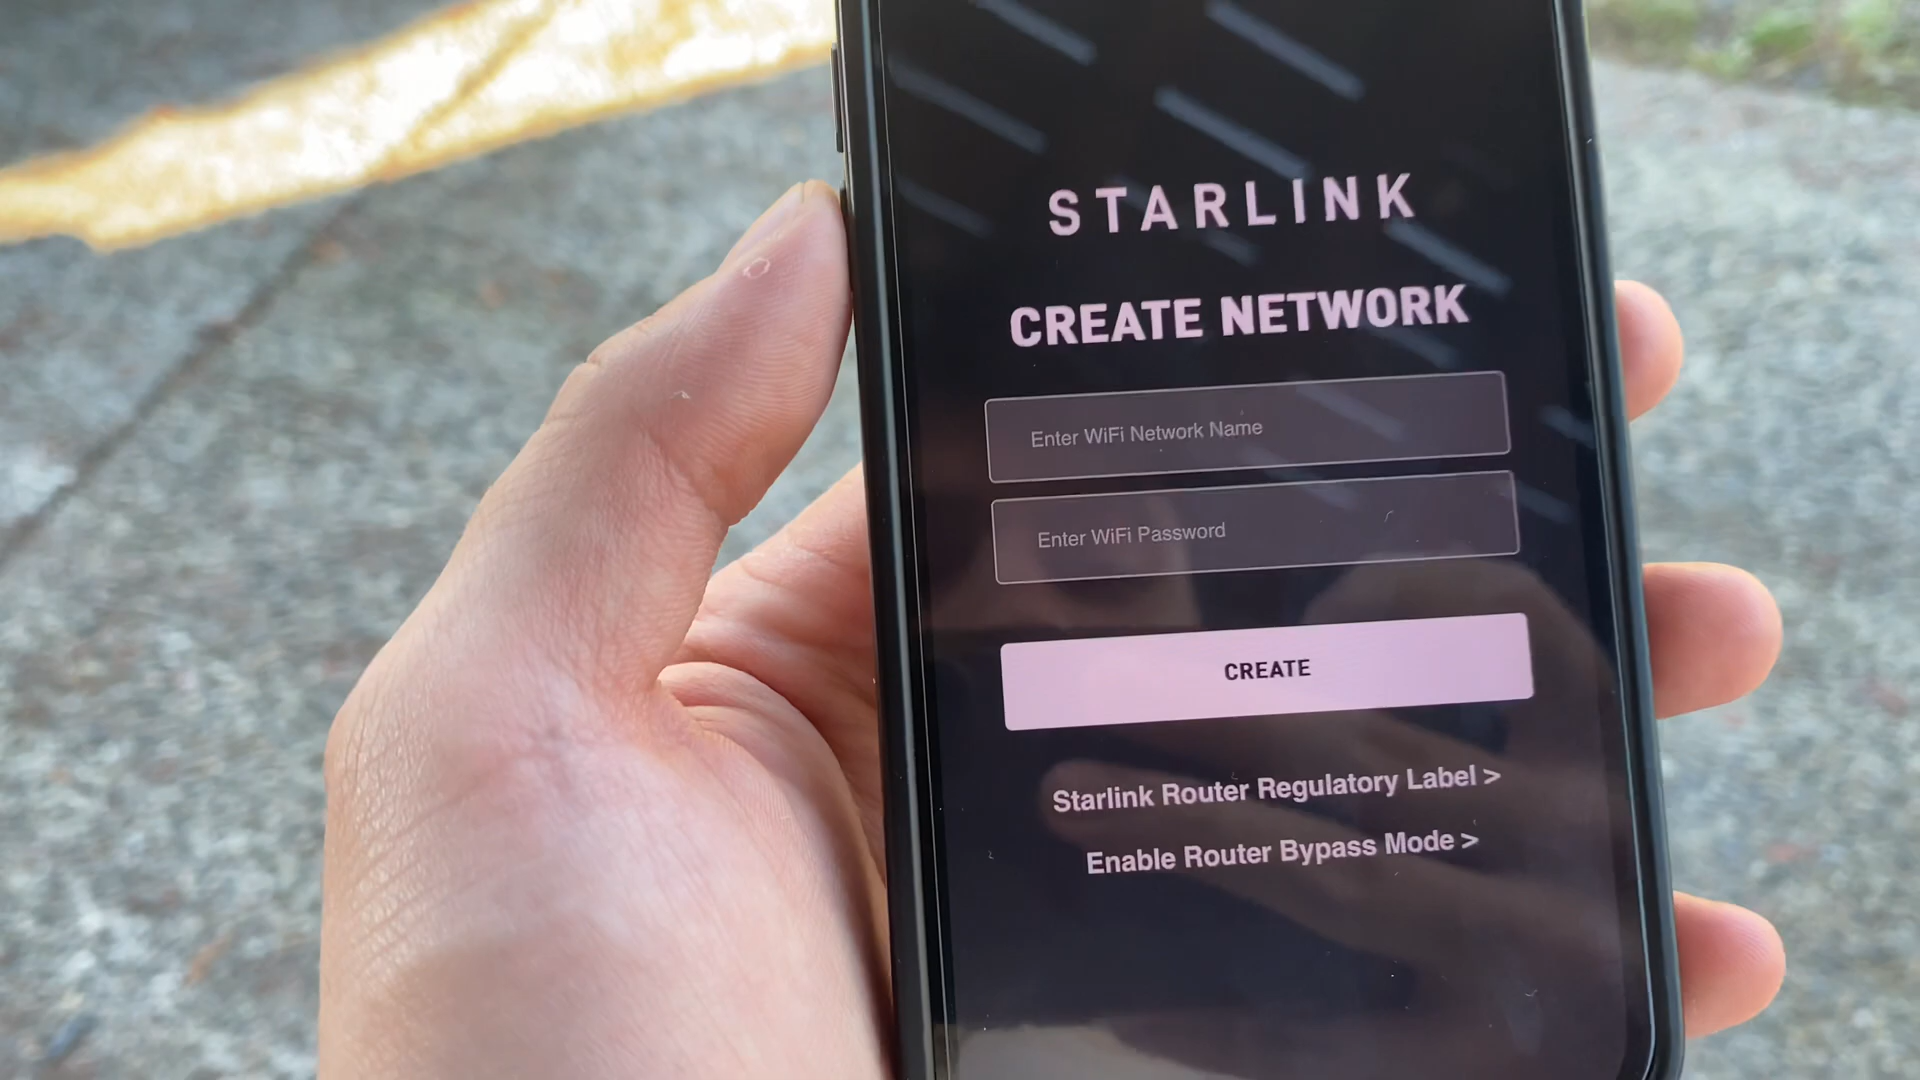 STARLINK
CREATE NETWORK
Enter WiFi Network Name
Enter WiFi Password
CREATE
Starlink Router Regulatory Label >
Enable Router Bypass Mode >